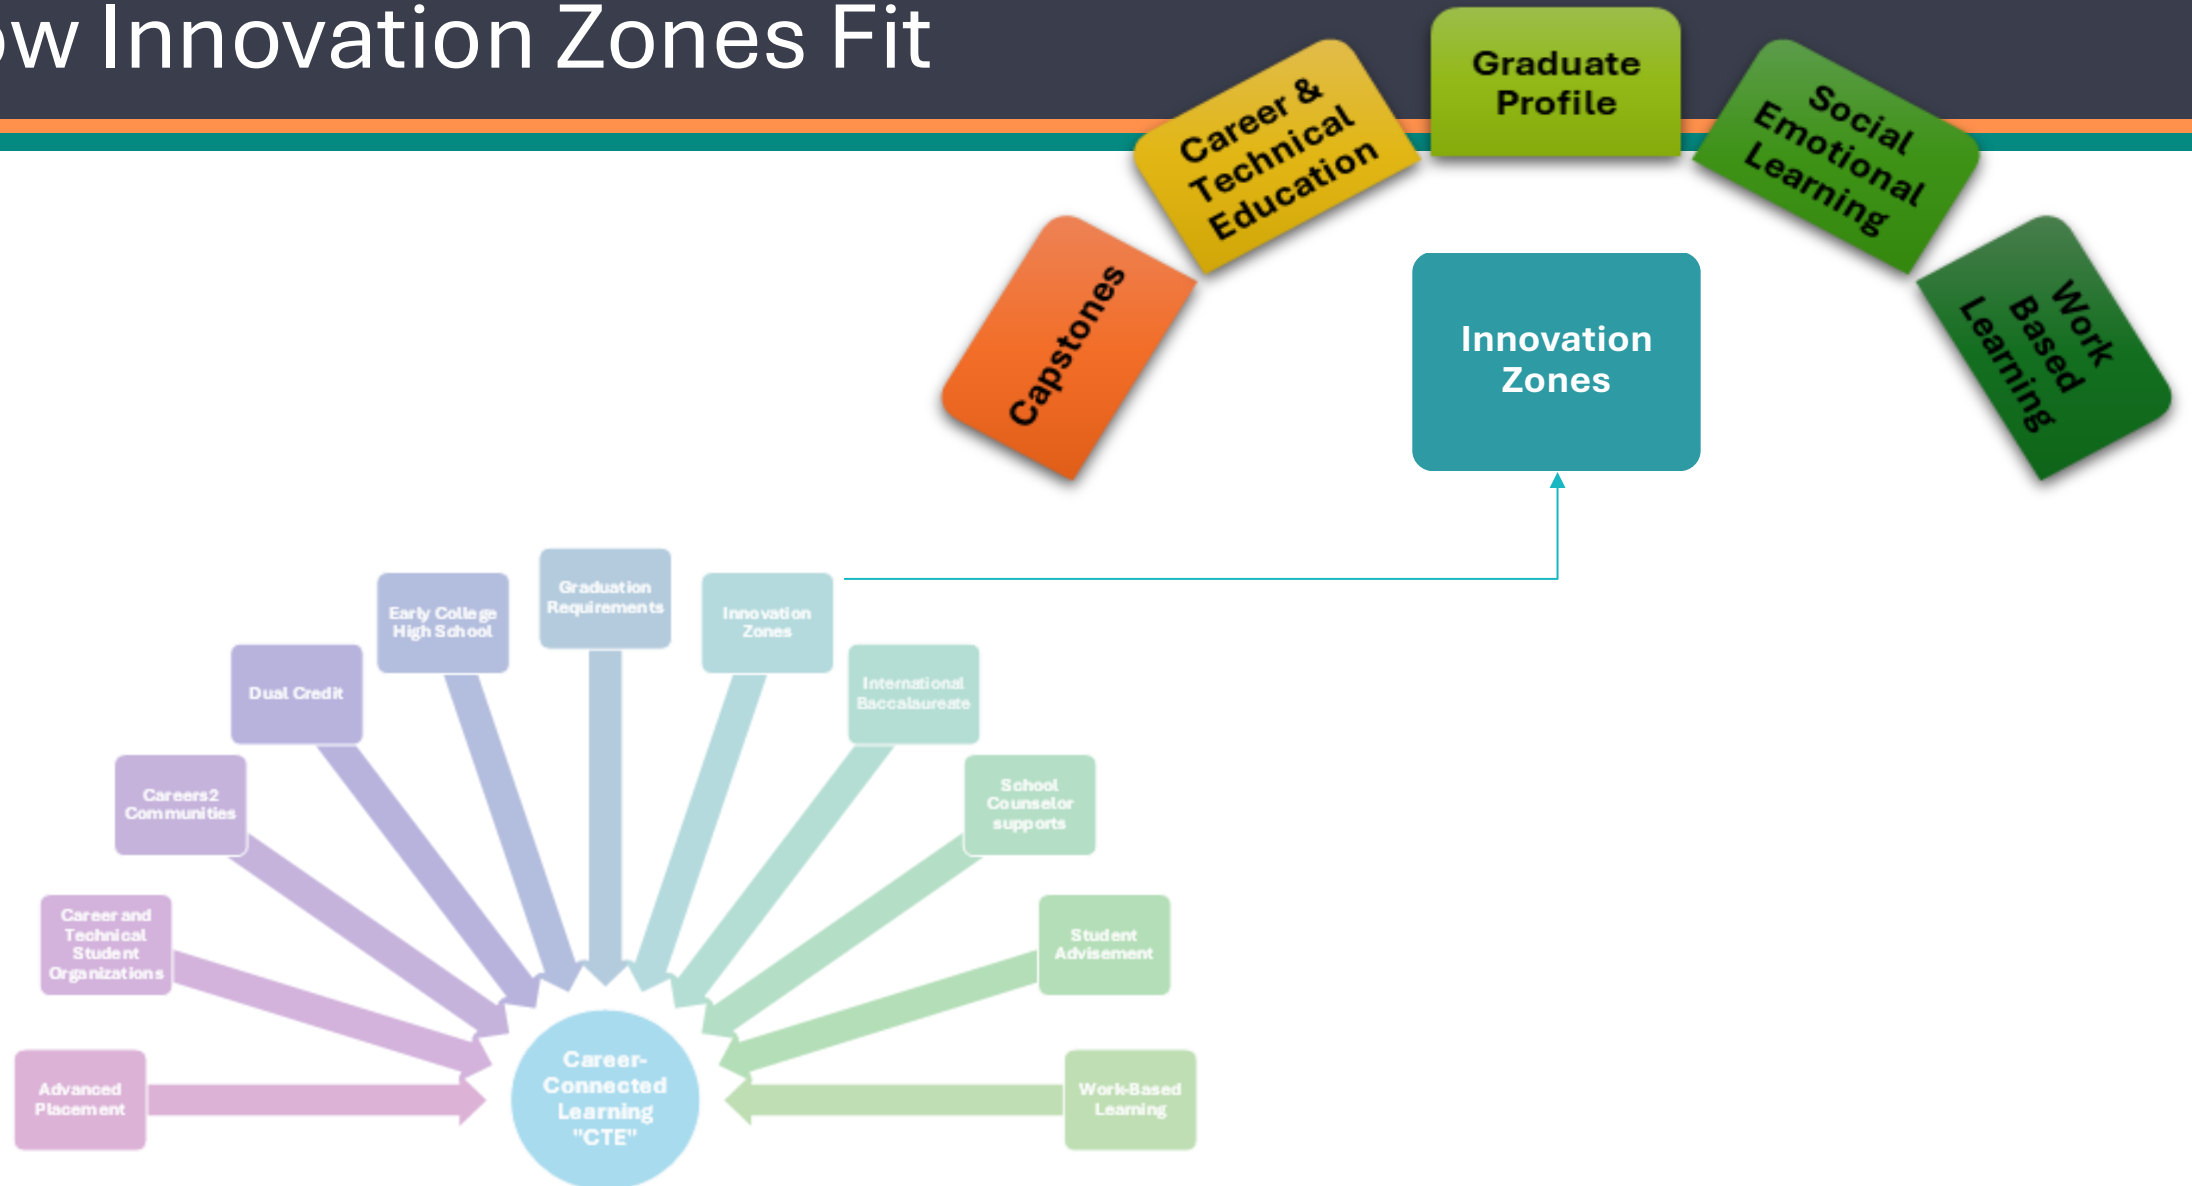 ow Innovation Zones Fit
Capstones
Career &
Technical
Education
Graduate
Profile
Social
Emotional
Learning
Work
Based
Learning
Innovation
Zones
Advanced
Placement
Career and
Technical
Student
Organizations
Careers2
Communities
Dual Credit
Early College
High School
Graduation
Requirements
Innovation
Zones
International
Baccalaureate
School
Counselor
supports
Student
Advisement
Work-Based
Learning
Career-
Connected
Learning
"CTE"